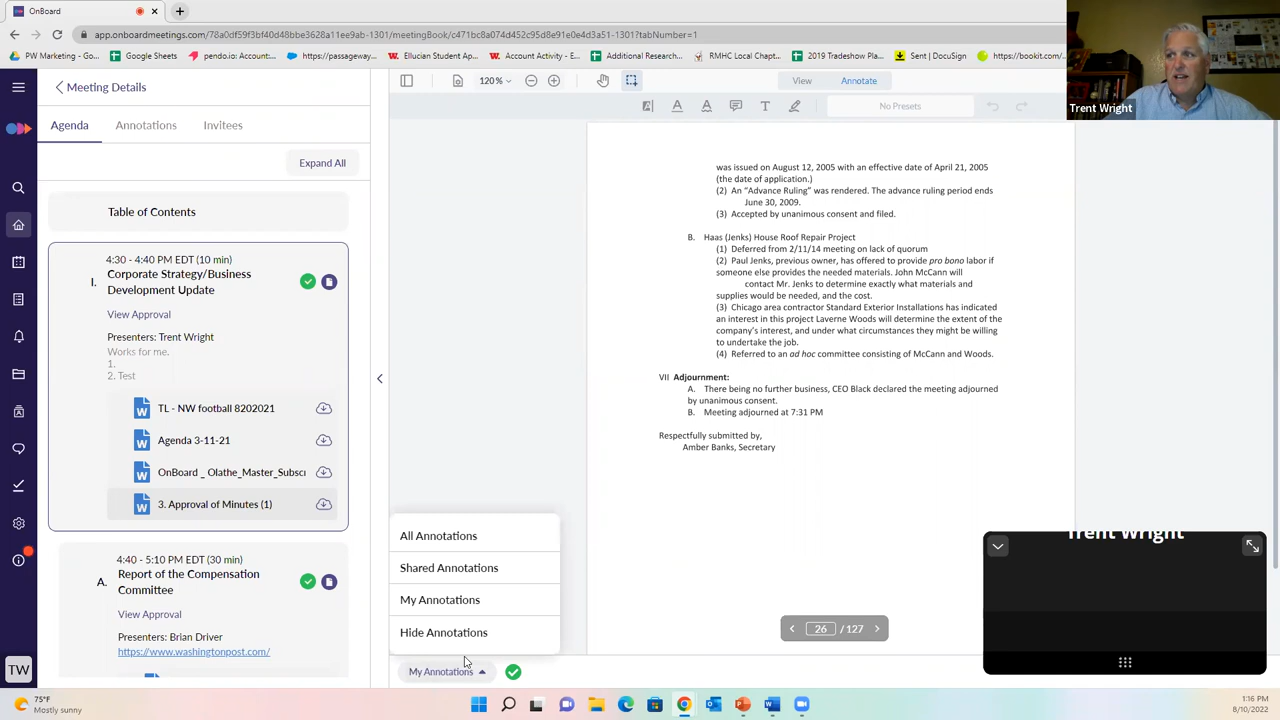 OnBoard
app.onboardmeetings.com/78a0df59f3bf40d48bbe3628a11ee9ab
PW Marketing
Google Sheets
https://passagewa
Ellucian Student Ap...
Additional Research...
RMHC Local Chapt...
2019 Tradeshow Pl...
Sent | DocuSign
https://bookit.com/
Trent Wright
Meeting Details
120%
View
Annotate
No Presets
Agenda
Annotations
Invitees
Expand All
Table of Contents
4:30 - 4:40 PM EDT (10 min)
I.
Corporate Strategy/Business
Development Update
View Approval
Presenters: Trent Wright
Works for me.
1.
2. Test
TL - NW football 8202021
Agenda 3-11-21
OnBoard _ Olathe_Master_Subsci
3. Approval of Minutes (1)
4:40 - 5:10 PM EDT (30 min)
A.
Report of the Compensation
Committee
View Approval
Presenters: Brian Driver
https://www.washingtonpost.com/
was issued on August 12, 2005 with an effective date of April 21, 2005
(the date of application.)
(2) An “Advance Ruling” was rendered. The advance ruling period ends
June 30, 2009.
(3) Accepted by unanimous consent and filed.
B. Haas (Jenks) House Roof Repair Project
(1) Deferred from 2/11/14 meeting on lack of quorum
(2) Paul Jenks, previous owner, has offered to provide pro bono labor if
someone else provides the needed materials. John McCann will
contact Mr. Jenks to determine exactly what materials and
supplies would be needed, and the cost.
(3) Chicago area contractor Standard Exterior Installations has indicated
an interest in this project Laverne Woods will determine the extent of the
company’s interest, and under what circumstances they might be willing
to undertake the job.
(4) Referred to an ad hoc committee consisting of McCann and Woods.
VII Adjournment:
A. There being no further business, CEO Black declared the meeting adjourned
by unanimous consent.
B. Meeting adjourned at 7:31 PM
Respectfully submitted by,
Amber Banks, Secretary
All Annotations
Shared Annotations
My Annotations
Hide Annotations
My Annotations
26 / 127
Trent Wright
TW
75°F
Mostly sunny
1:16 PM
8/10/2022